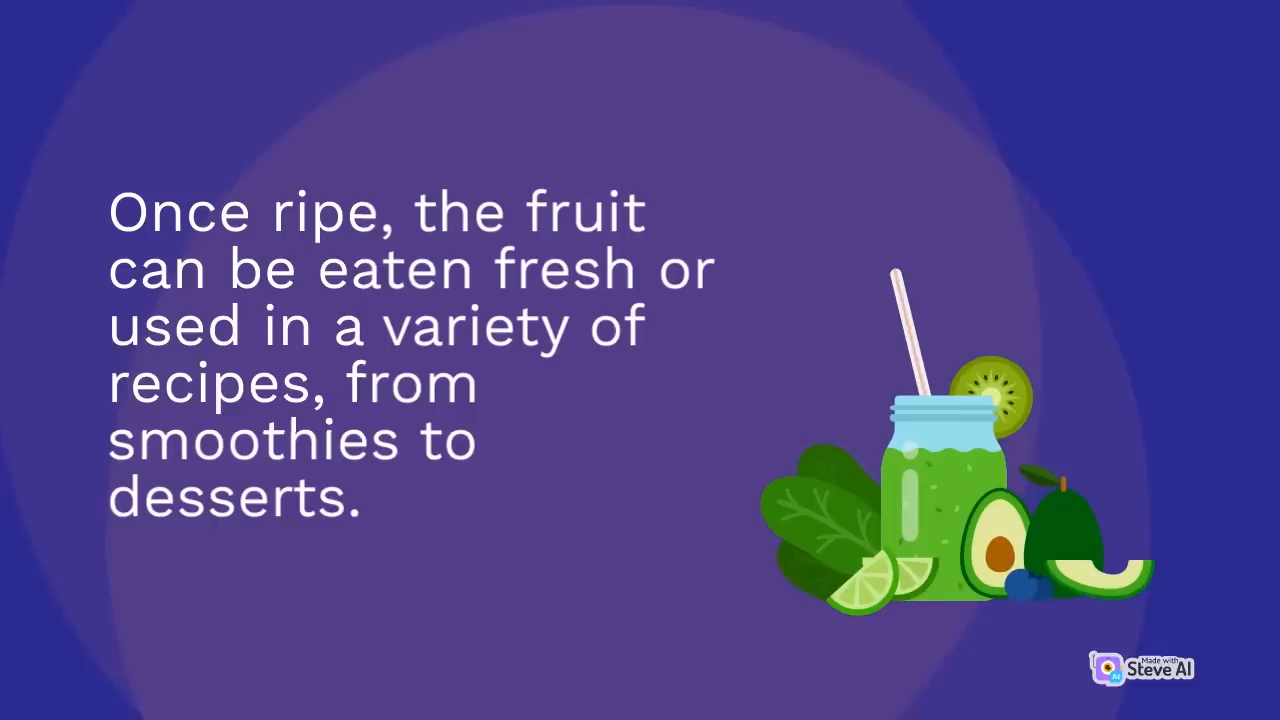 Once ripe, the fruit
can be eaten fresh or
used in a variety of
recipes, from
smoothies to
desserts.
Made with
Steve AI
AI